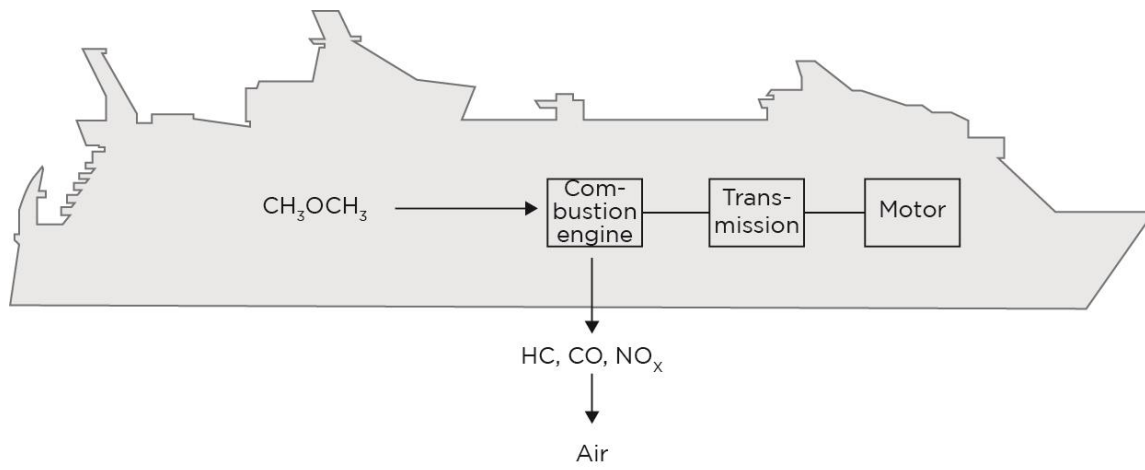 CH₃OCH₃
Com-
bustion
engine
Trans-
mission
Motor
HC, CO, NOₓ
Air